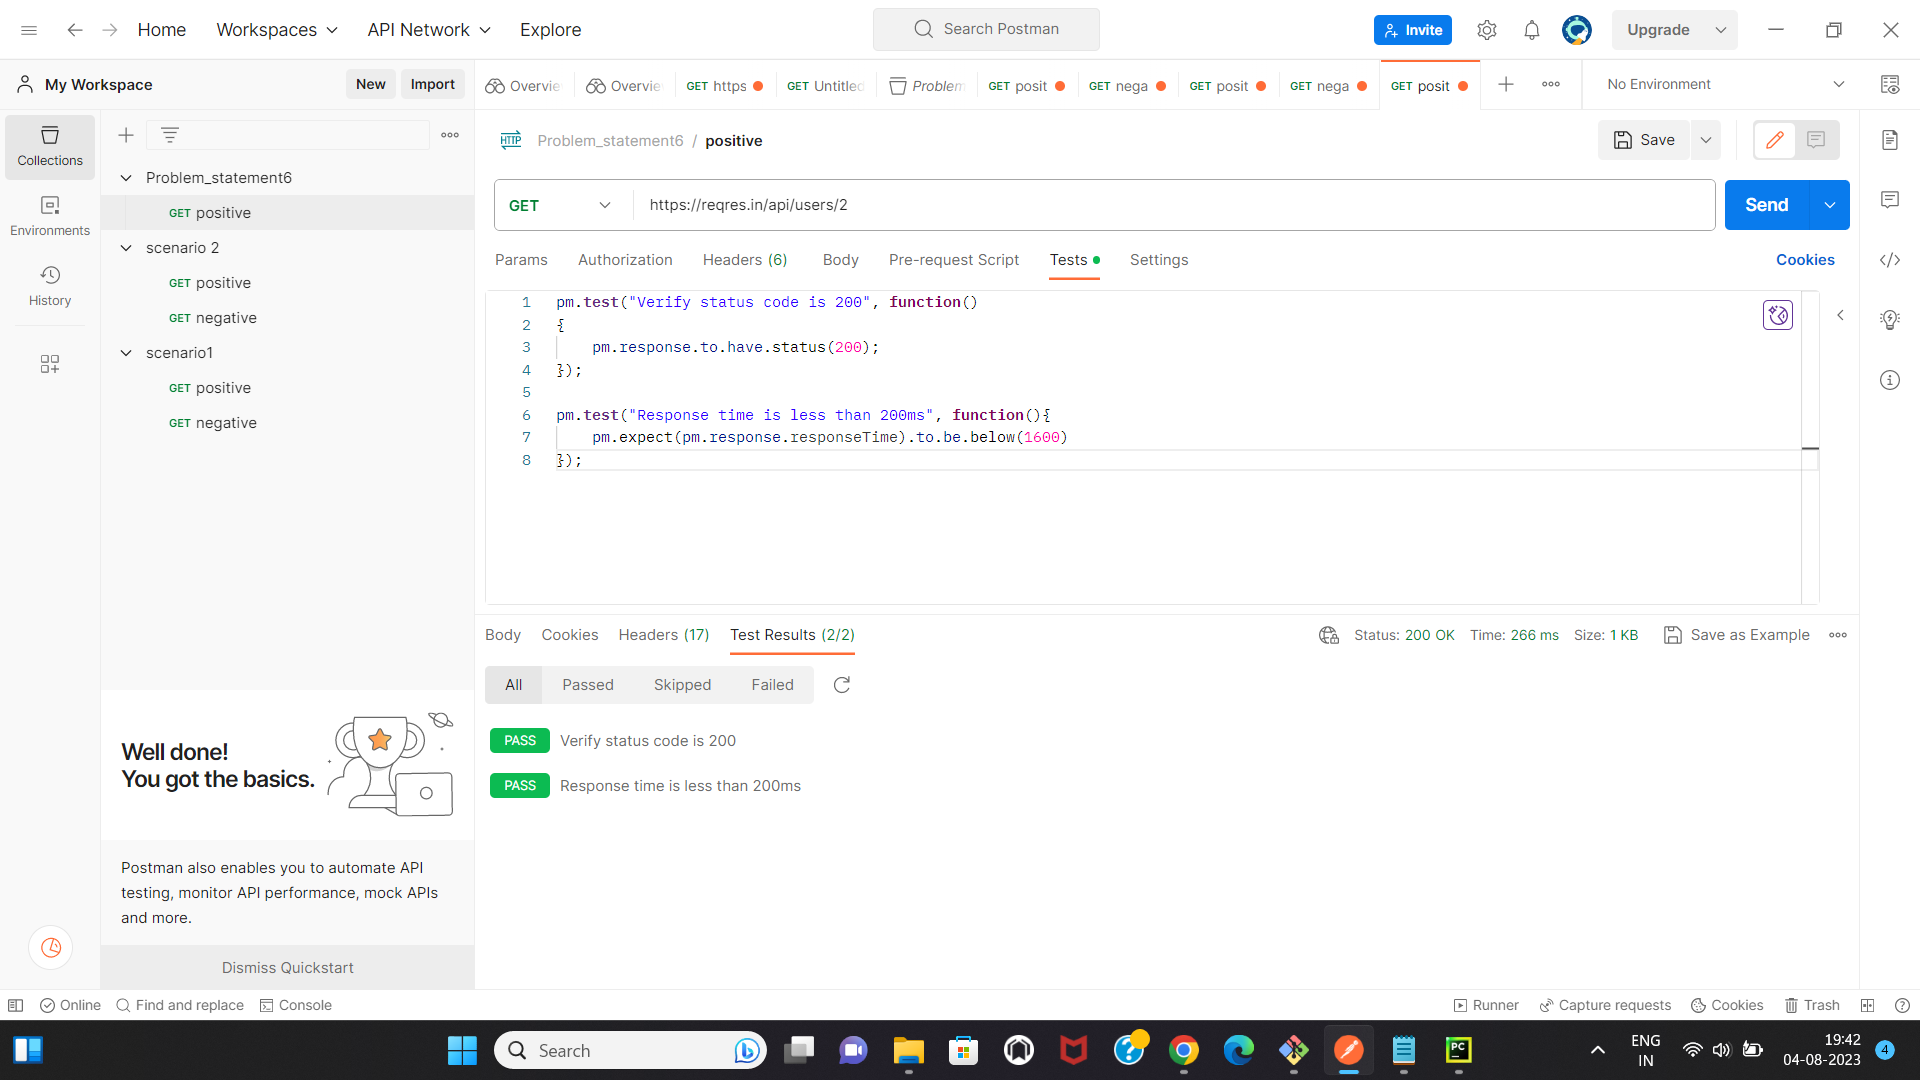 Home Workspaces API Network Explore
Search Postman
Invite
Upgrade
My Workspace New Import
Overvie
Overvie
GET https
GET Untitled
Problem
GET posit
GET nega
GET posit
GET nega
GET posit
No Environment
Collections
Environments
History
Problem_statement6
GET positive
scenario 2
GET positive
GET negative
scenario1
GET positive
GET negative
Well done!
You got the basics.
Postman also enables you to automate API
testing, monitor API performance, mock APIs
and more.
Dismiss Quickstart
HTTP Problem_statement6 / positive
Save
GET https://reqres.in/api/users/2
Send
Params Authorization Headers (6) Body Pre-request Script Tests Settings Cookies
1 pm.test("Verify status code is 200", function()
2 {
3 pm.response.to.have.status(200);
4 });
5
6 pm.test("Response time is less than 200ms", function(){
7 pm.expect(pm.response.responseTime).to.be.below(1600)
8 });
Body Cookies Headers (17) Test Results (2/2) Status: 200 OK Time: 266 ms Size: 1 KB Save as Example
All Passed Skipped Failed
PASS Verify status code is 200
PASS Response time is less than 200ms
Online Find and replace Console Runner Capture requests Cookies Trash
Search
PC
ENG
IN
19:42
04-08-2023
4